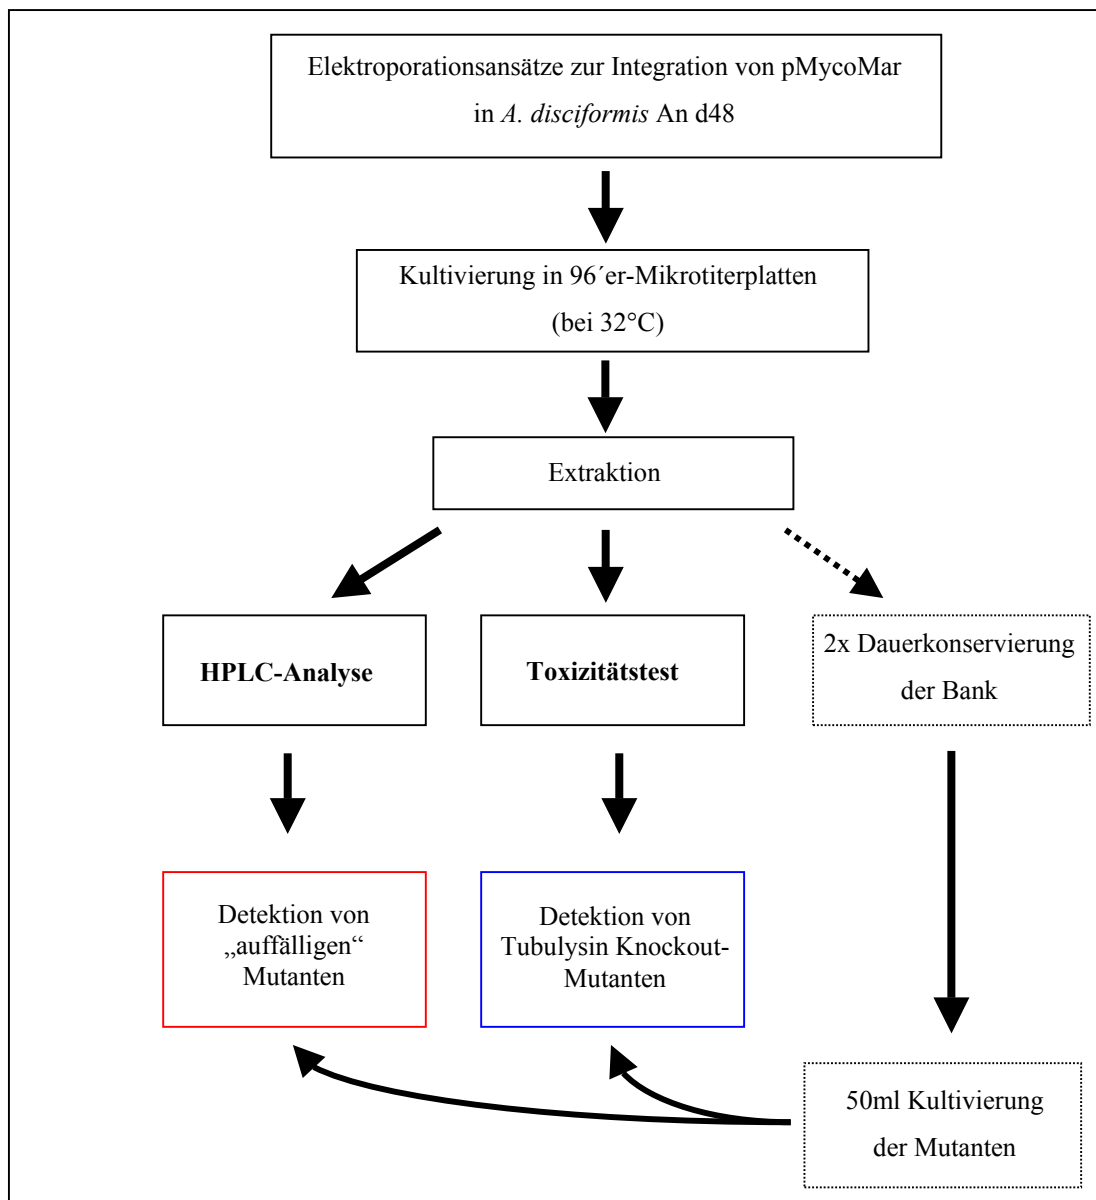 Elektroporationsansätze zur Integration von pMycoMar
in A. disciformis An d48
Kultivierung in 96´er-Mikrotiterplatten
(bei 32°C)
Extraktion
HPLC-Analyse
Toxizitätstest
2x Dauerkonservierung
der Bank
Detektion von
„auffälligen“
Mutanten
Detektion von
Tubulysin Knockout-
Mutanten
50ml Kultivierung
der Mutanten